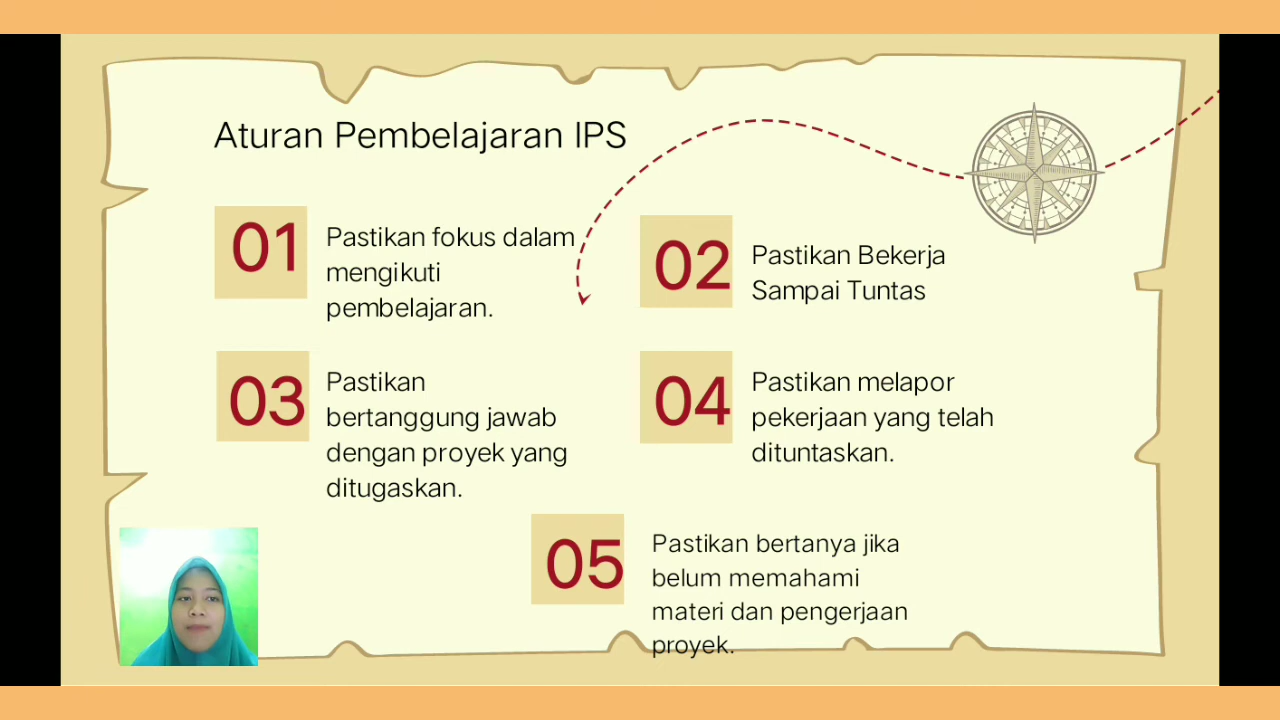 Aturan Pembelajaran IPS
01
Pastikan fokus dalam
mengikuti
pembelajaran.
02
Pastikan Bekerja
Sampai Tuntas
03
Pastikan
bertanggung jawab
dengan proyek yang
ditugaskan.
04
Pastikan melapor
pekerjaan yang telah
dituntaskan.
05
Pastikan bertanya jika
belum memahami
materi dan pengerjaan
proyek.